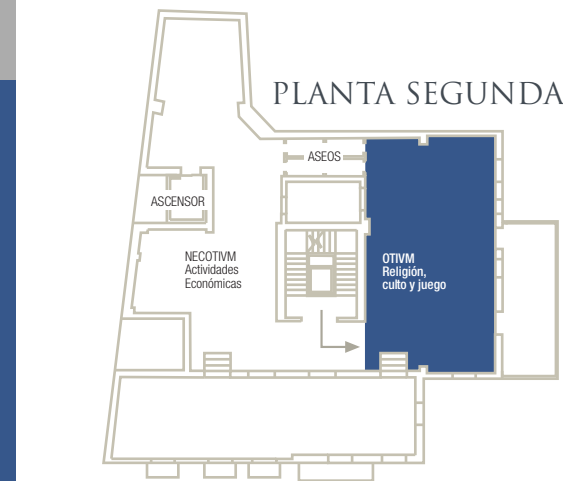 PLANTA SEGUNDA
ASEOS
ASCENSOR
NECOTIVM
Actividades
Económicas
OTIVM
Religión,
culto y juego